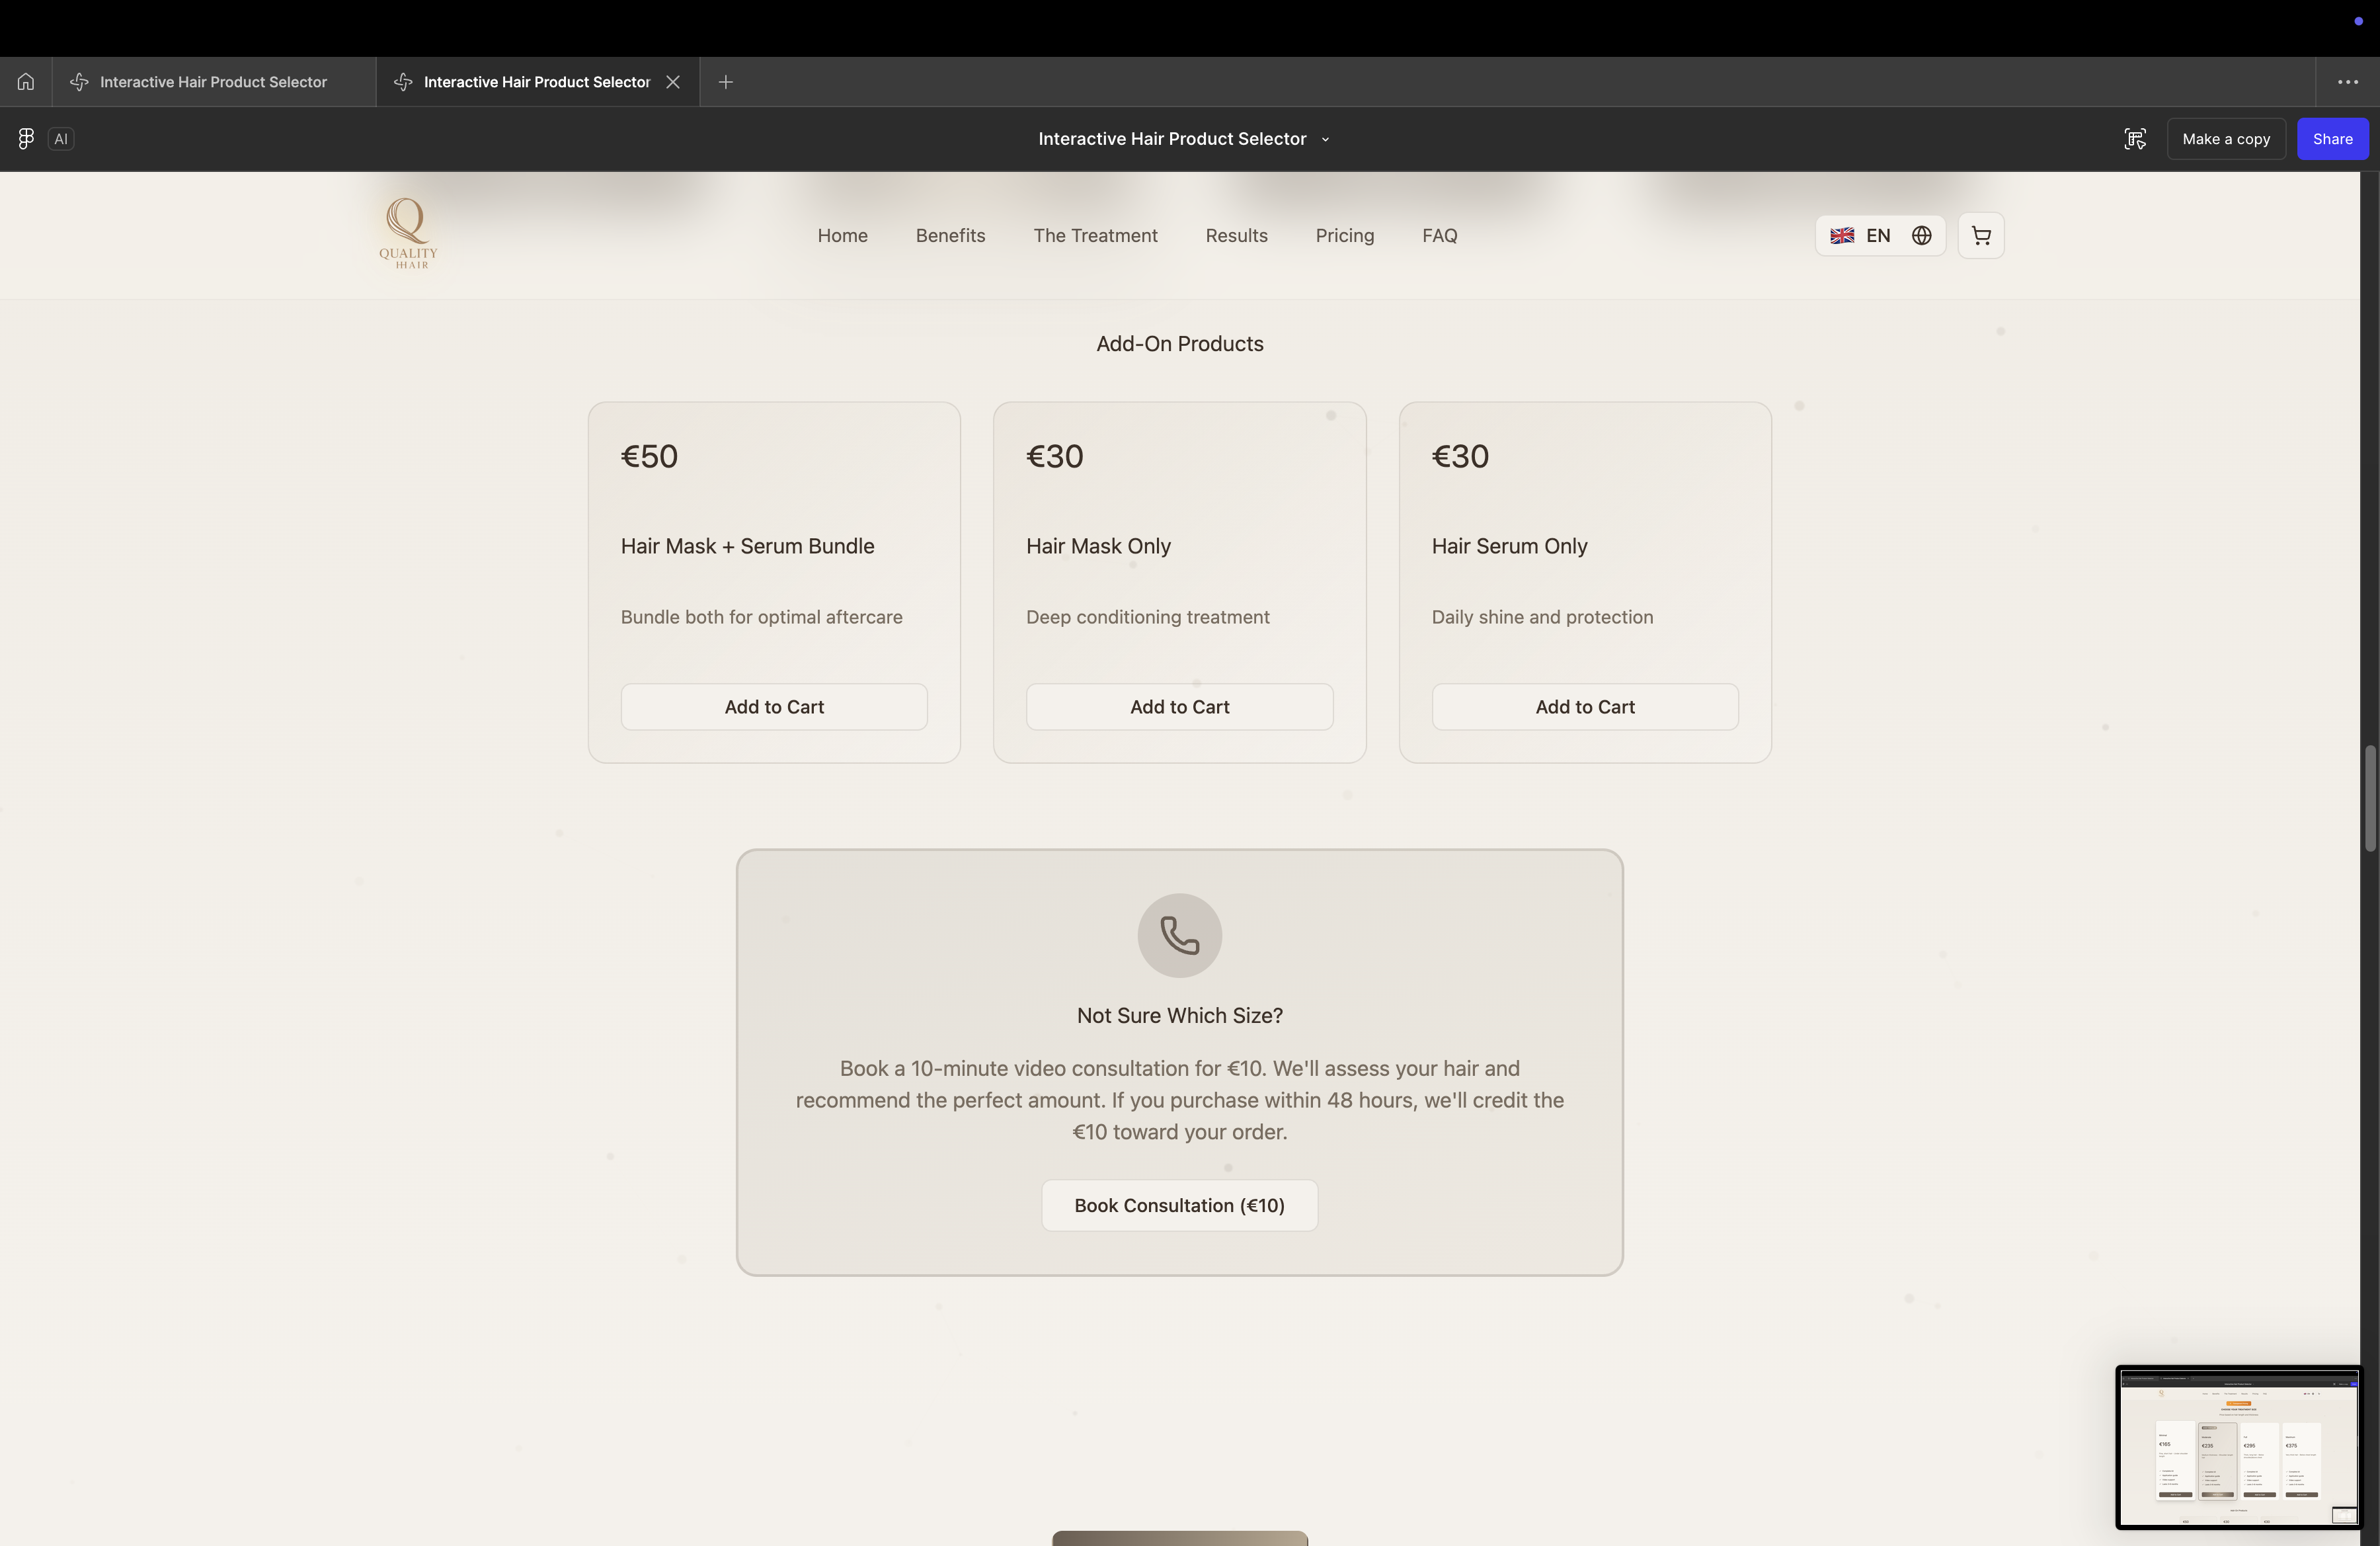 Interactive Hair Product Selector
Interactive Hair Product Selector
AI
Interactive Hair Product Selector
Make a copy
Share
QUALITY
HHAIR
Home
Benefits
The Treatment
Results
Pricing
FAQ
EN
Add-On Products
€50
Hair Mask + Serum Bundle
Bundle both for optimal aftercare
Add to Cart
€30
Hair Mask Only
Deep conditioning treatment
Add to Cart
€30
Hair Serum Only
Daily shine and protection
Add to Cart
Not Sure Which Size?
Book a 10-minute video consultation for €10. We'll assess your hair and
recommend the perfect amount. If you purchase within 48 hours, we'll credit the
€10 toward your order.
Book Consultation (€10)
€165
€235
€295
€375